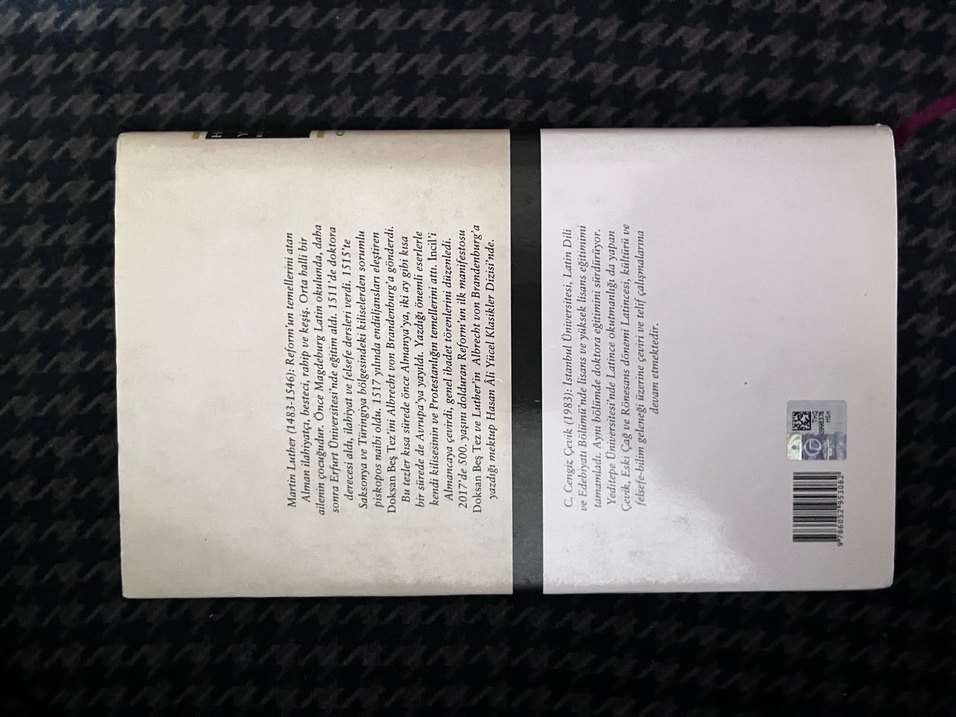 Martin Luther (1483-1546): Reform'un temellerini atan
Alman ilahiyatçı, besteci, rahip ve keşiş. Orta halli bir
ailenin çocuğudur. Önce Magdeburg Latin okulunda, daha
sonra Erfurt Üniversitesi'nde eğitim aldı. 1511'de doktora
derecesi aldı, ilahiyat ve felsefe dersleri verdi. 1515'te
Saksonya ve Türingiya bölgesindeki kiliselerden sorumlu
piskopos naibi oldu. 1517 yılında endüljansları eleştiren
Doksan Beş Tez'ini Albrecht von Brandenburg'a gönderdi.
Bu tezler kısa sürede önce Almanya'ya, iki ay gibi kısa
bir sürede de Avrupa'ya yayıldı. Yazdığı önemli eserlerle
kendi kilisesinin ve Protestanlığın temellerini attı. İncil'i
Almancaya çevirdi, genel ibadet törenlerini düzenledi.
2017'de 500. yaşını dolduran Reform'un ilk manifestosu
Doksan Beş Tez ve Luther'in Albrecht von Brandenburg'a
yazdığı mektup Hasan Âli Yücel Klasikler Dizisi'nde.
C. Cengiz Çevik (1983): İstanbul Üniversitesi, Latin Dili
ve Edebiyatı Bölümü'nde lisans ve yüksek lisans eğitimini
tamamladı. Aynı bölümde doktora eğitimini sürdürüyor.
Yeditepe Üniversitesi'nde Latince okutmanlığı da yapan
Çevik, Eski Çağ ve Rönesans dönemi Latincesi, kültürü ve
felsefe-bilim geleneği üzerine çeviri ve telif çalışmalarına
devam etmektedir.